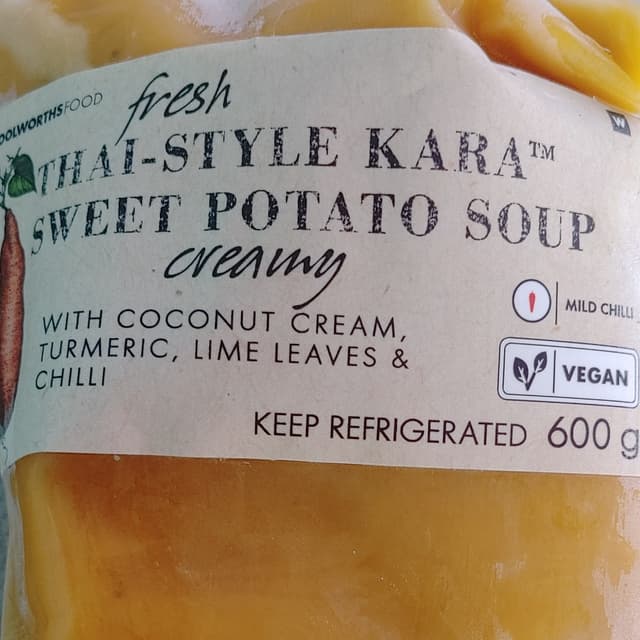 OOLWORTHSFOOD
fresh
THAI-STYLE KARA™
SWEET POTATO SOUP
creamy
WITH COCONUT CREAM,
TURMERIC, LIME LEAVES &
CHILLI
MILD CHILLI
VEGAN
KEEP REFRIGERATED 600 g
W